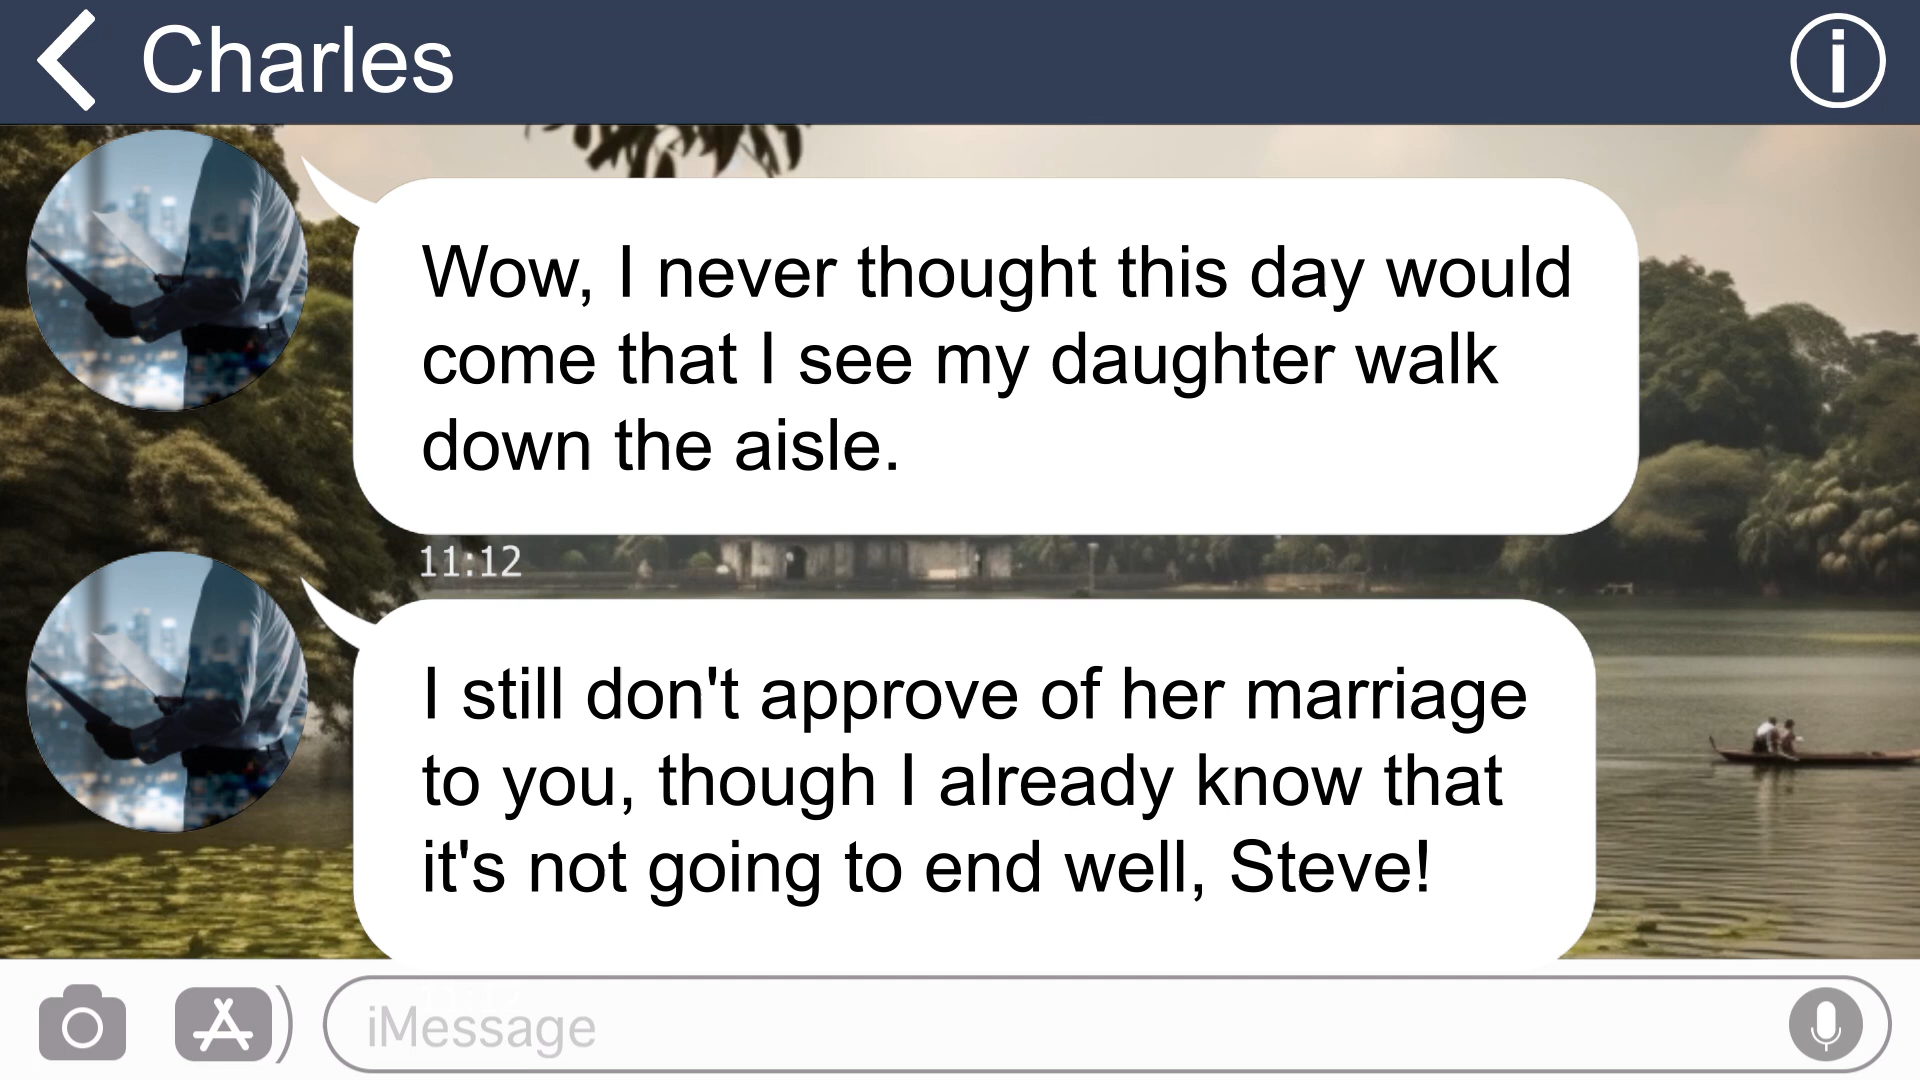 Charles
Wow, I never thought this day would
come that I see my daughter walk
down the aisle.
11:12
I still don't approve of her marriage
to you, though I already know that
it's not going to end well, Steve!
11:12
iMessage